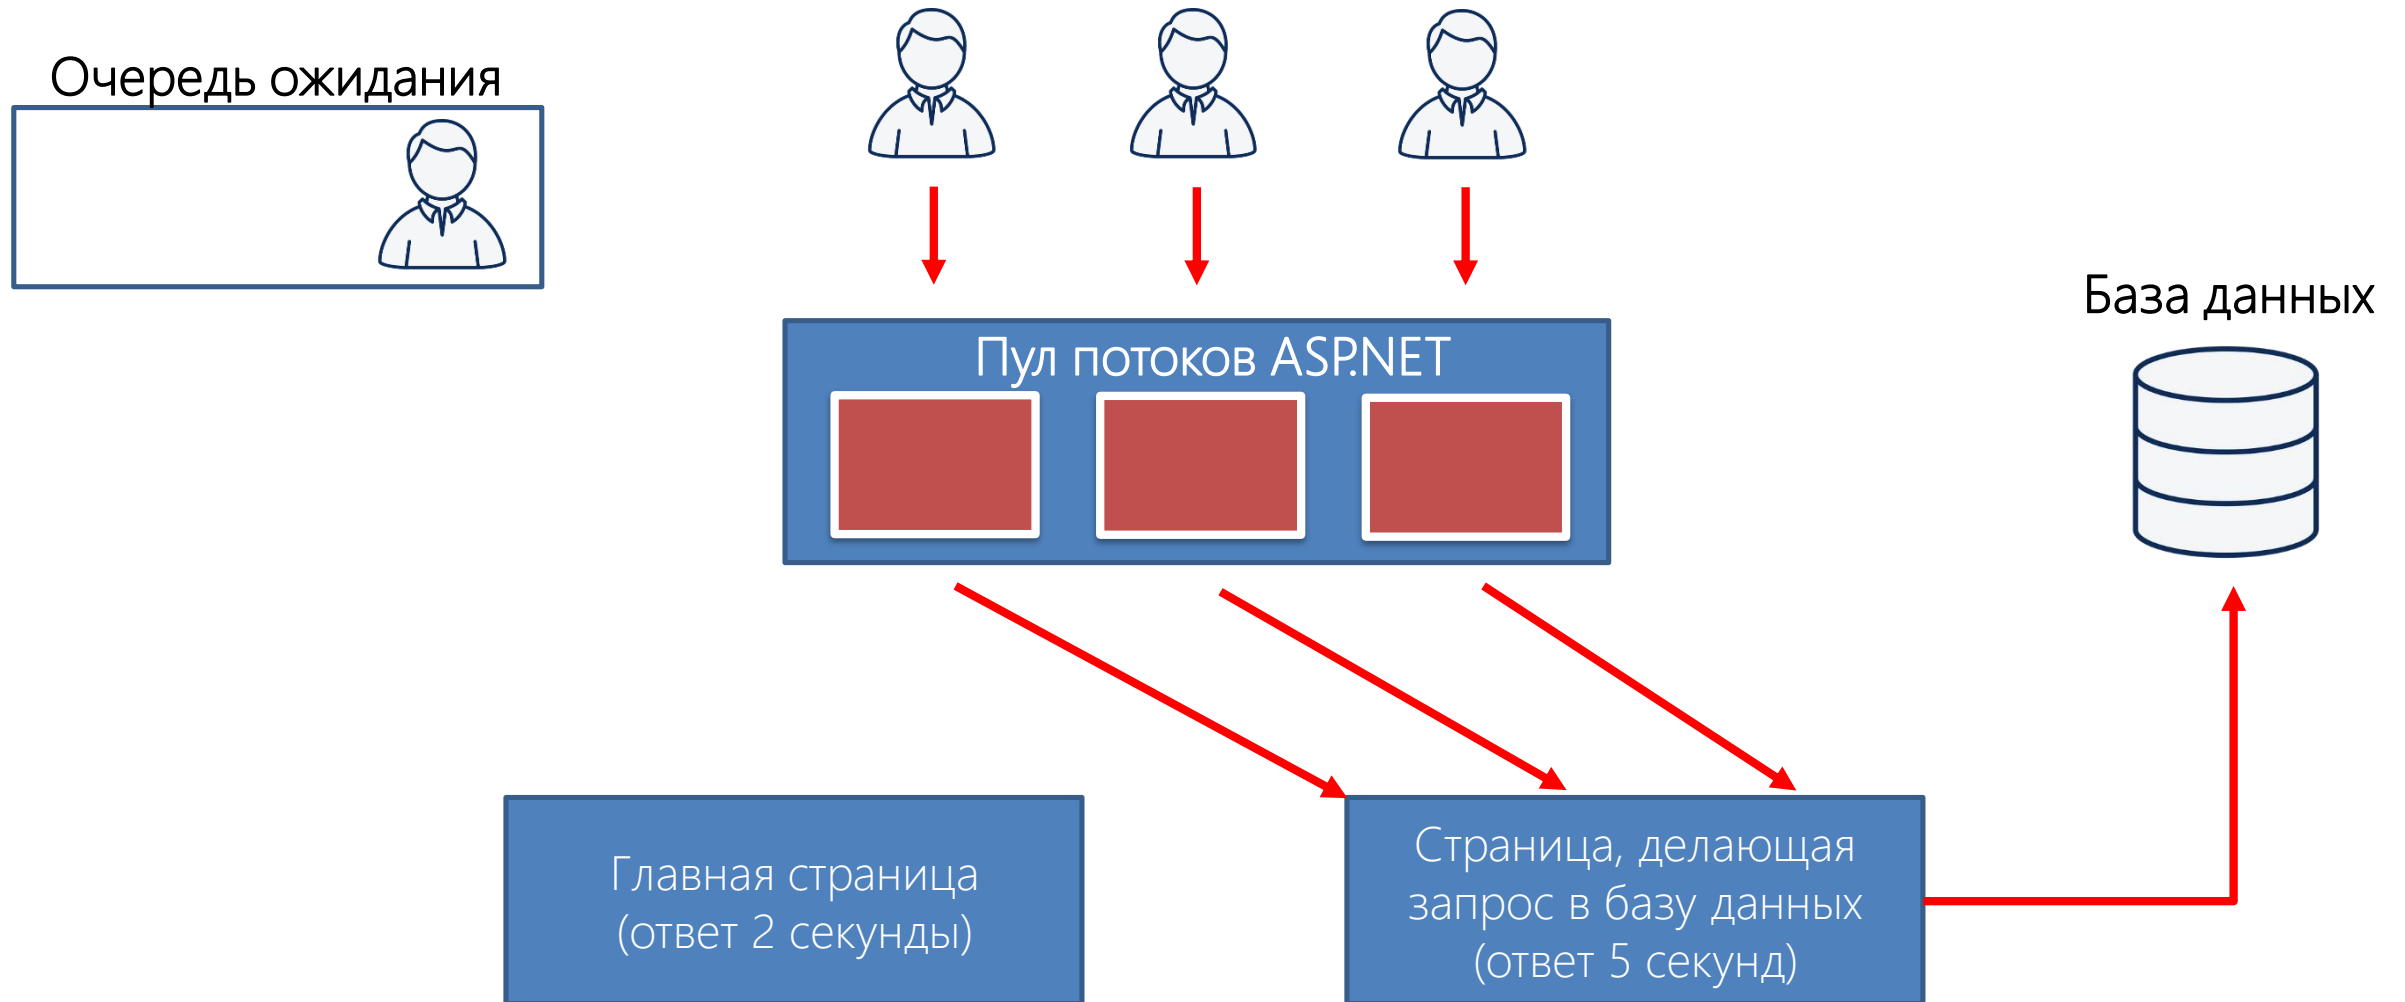 Очередь ожидания
База данных
Пул потоков ASP.NET
Главная страница
(ответ 2 секунды)
Страница, делающая
запрос в базу данных
(ответ 5 секунд)